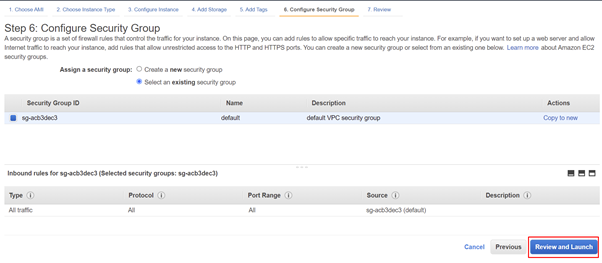 1. Choose AMI 2. Choose Instance Type 3. Configure Instance 4. Add Storage 5. Add Tags 6. Configure Security Group 7. Review
Step 6: Configure Security Group
A security group is a set of firewall rules that control the traffic for your instance. On this page, you can add rules to allow specific traffic to reach your instance. For example, if you want to set up a web server and allow
Internet traffic to reach your instance, add rules that allow unrestricted access to the HTTP and HTTPS ports. You can create a new security group or select from an existing one below. Learn more about Amazon EC2
security groups.
Assign a security group: Create a new security group
Select an existing security group
Security Group ID Name Description Actions
sg-acb3dec3 default default VPC security group Copy to new
Inbound rules for sg-acb3dec3 (Selected security groups: sg-acb3dec3)
Type Protocol Port Range Source Description
All traffic All All sg-acb3dec3 (default)
Cancel Previous Review and Launch